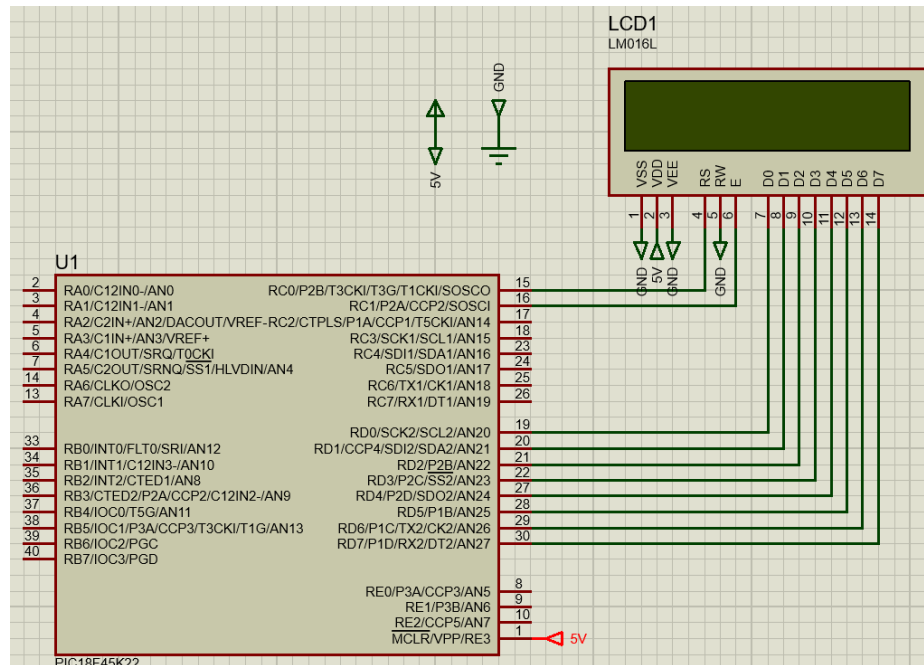 LCD1
LM016L
GND
5V
VSS
VDD
VEE
RS
RW
E
D0
D1
D2
D3
D4
D5
D6
D7
1
2
3
4
5
6
7
8
9
10
11
12
13
14
GND
5V
GND
GND
U1
2 RA0/C12IN0-/AN0 RC0/P2B/T3CKI/T3G/T1CKI/SOSCO 15
3 RA1/C12IN1-/AN1 RC1/P2A/CCP2/SOSCI 16
4 RA2/C2IN+/AN2/DACOUT/VREF-RC2/CTPLS/P1A/CCP1/T5CKI/AN14 17
5 RA3/C1IN+/AN3/VREF+ RC3/SCK1/SCL1/AN15 18
6 RA4/C1OUT/SRQ/T0CKI RC4/SDI1/SDA1/AN16 23
7 RA5/C2OUT/SRNQ/SS1/HLVDIN/AN4 RC5/SDO1/AN17 24
14 RA6/CLKO/OSC2 RC6/TX1/CK1/AN18 25
13 RA7/CLKI/OSC1 RC7/RX1/DT1/AN19 26
RD0/SCK2/SCL2/AN20 19
33 RB0/INT0/FLT0/SRI/AN12 RD1/CCP4/SDI2/SDA2/AN21 20
34 RB1/INT1/C12IN3-/AN10 RD2/P2B/AN22 21
35 RB2/INT2/CTED1/AN8 RD3/P2C/SS2/AN23 22
36 RB3/CTED2/P2A/CCP2/C12IN2-/AN9 RD4/P2D/SDO2/AN24 27
37 RB4/IOC0/T5G/AN11 RD5/P1B/AN25 28
38 RB5/IOC1/P3A/CCP3/T3CKI/T1G/AN13 RD6/P1C/TX2/CK2/AN26 29
39 RB6/IOC2/PGC RD7/P1D/RX2/DT2/AN27 30
40 RB7/IOC3/PGD
RE0/P3A/CCP3/AN5 8
RE1/P3B/AN6 9
RE2/CCP5/AN7 10
MCLR/VPP/RE3 1 5V
PIC18F45K22